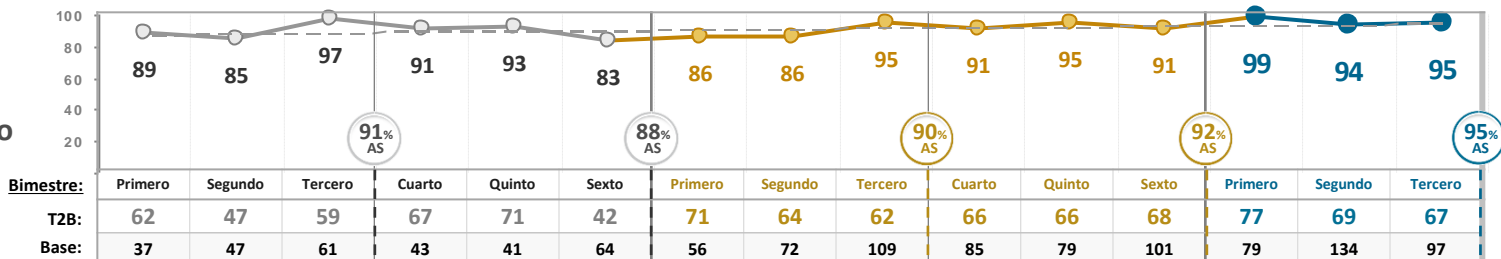 100
80
60
40
20
o
89 85 97 91 93 83 86 86 95 91 95 91 99 94 95
91% AS 88% AS 90% AS 92% AS 95% AS
Bimestre: Primero Segundo Tercero Cuarto Quinto Sexto Primero Segundo Tercero Cuarto Quinto Sexto Primero Segundo Tercero
T2B: 62 47 59 67 71 42 71 64 62 66 66 68 77 69 67
Base: 37 47 61 43 41 64 56 72 109 85 79 101 79 134 97